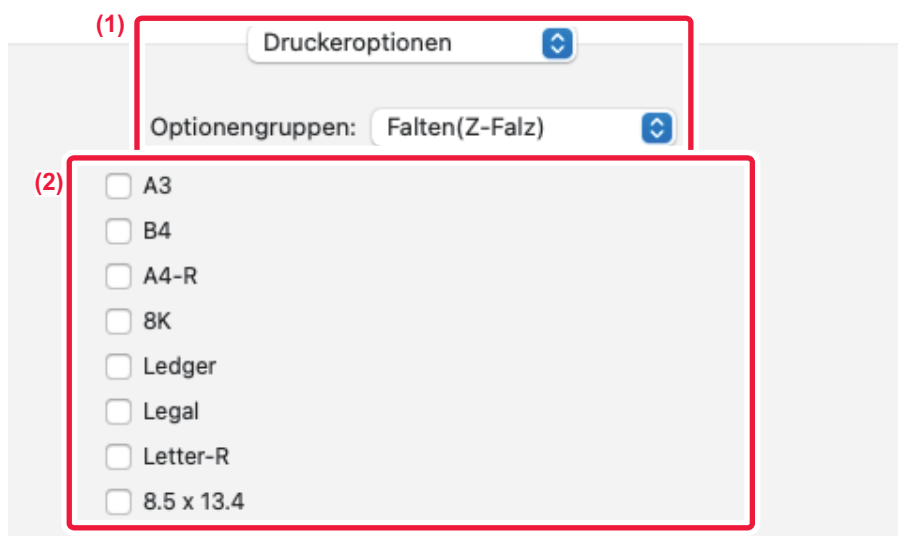 (1)
Druckeroptionen
Optionengruppen: Falten(Z-Falz)
(2)
A3
B4
A4-R
8K
Ledger
Legal
Letter-R
8.5 x 13.4